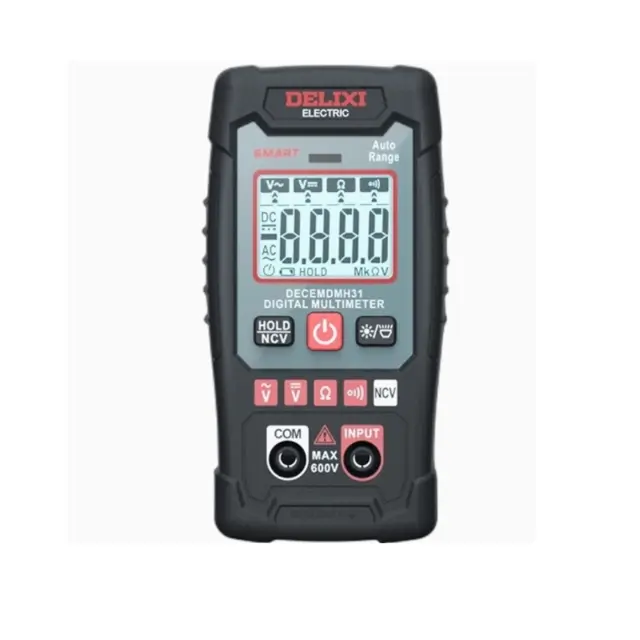 DELIXI
ELECTRIC
SMART
Auto
Range
V~ V⎓ Ω •)))
DC
8.8.8.8
AC
~
HOLD MkΩV
DECEMDMH31
DIGITAL MULTIMETER
HOLD
NCV
~V ⎓V Ω •))) NCV
COM INPUT
MAX
600V